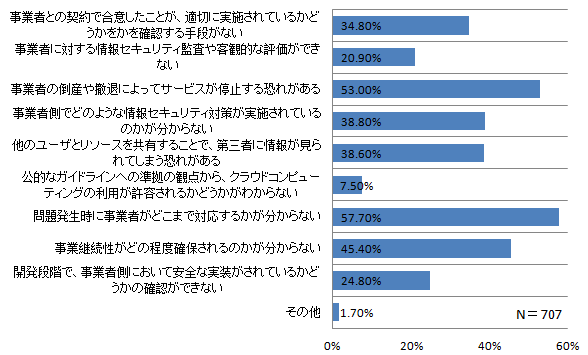 事業者との契約で合意したことが、適切に実施されているかど
うかをかを確認する手段がない
34.80%
事業者に対する情報セキュリティ監査や客観的な評価ができ
ない
20.90%
事業者の倒産や撤退によってサービスが停止する恐れがある
53.00%
事業者側でどのような情報セキュリティ対策が実施されている
のかが分からない
38.80%
他のユーザとリソースを共有することで、第三者に情報が見ら
れてしまう恐れがある
38.60%
公的なガイドラインへの準拠の観点から、クラウドコンピュー
ティングの利用が許容されるかどうかがわからない
7.50%
問題発生時に事業者がどこまで対応するかが分からない
57.70%
事業継続性がどの程度確保されるのかが分からない
45.40%
開発段階で、事業者側において安全な実装がされているかど
うかの確認ができない
24.80%
その他
1.70%
N＝707
0% 20% 40% 60%